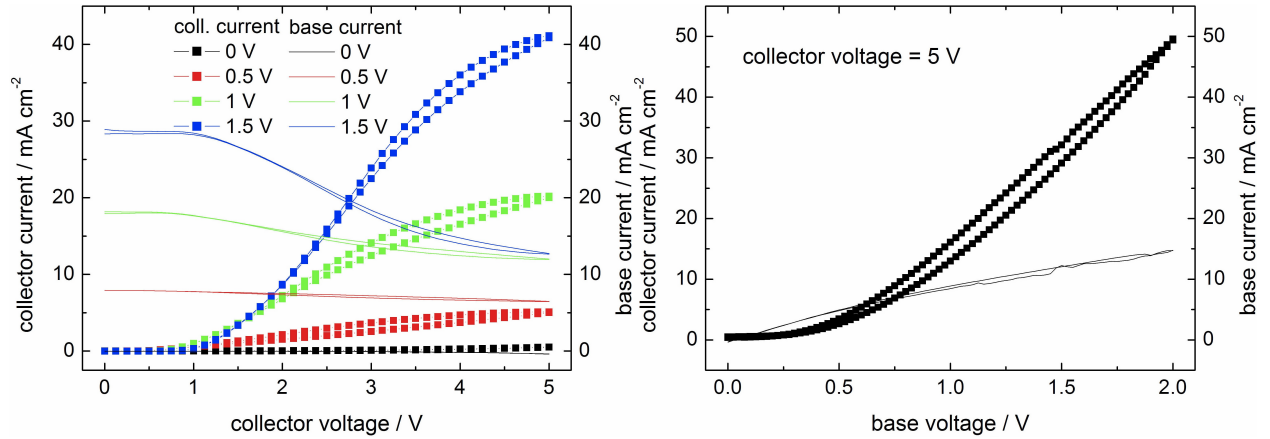 coll. current base current
0 V 0 V
0.5 V 0.5 V
1 V 1 V
1.5 V 1.5 V
40
30
20
10
0
40
30
20
10
0
0 1 2 3 4 5
collector voltage / V
collector current / mA cm-2
base current / mA cm-2
collector voltage = 5 V
50
40
30
20
10
0
50
40
30
20
10
0
0.0 0.5 1.0 1.5 2.0
base voltage / V
collector current / mA cm-2
base current / mA cm-2